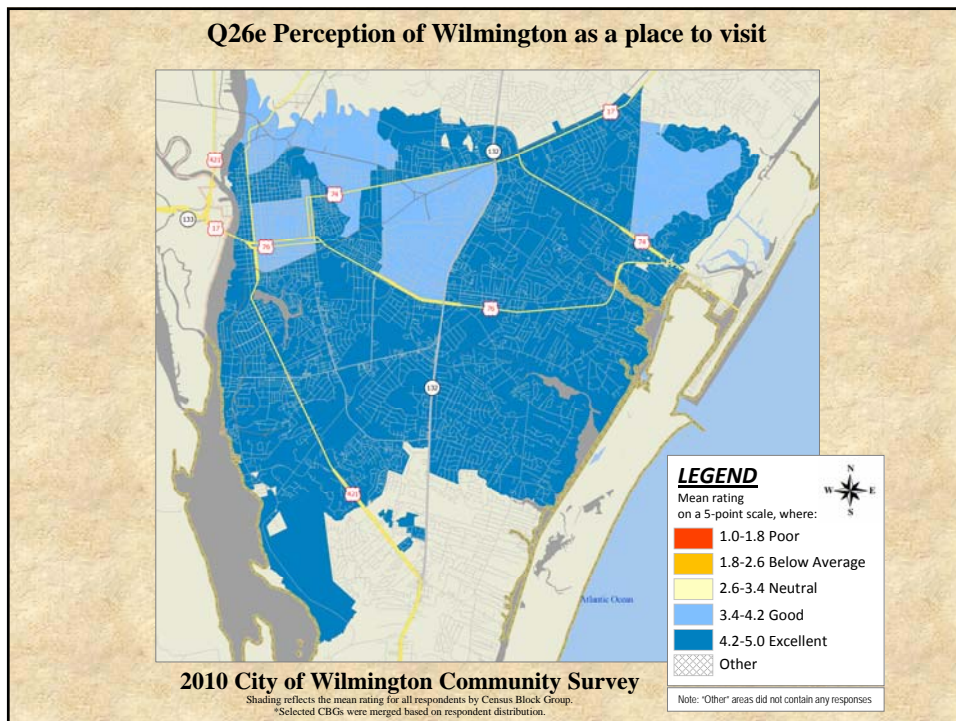 Q26e Perception of Wilmington as a place to visit
17
132
421
74
133
17
76
74
76
132
421
Atlantic Ocean
LEGEND
Mean rating
on a 5-point scale, where:
N
W E
S
1.0-1.8 Poor
1.8-2.6 Below Average
2.6-3.4 Neutral
3.4-4.2 Good
4.2-5.0 Excellent
Other
Note: "Other" areas did not contain any responses
2010 City of Wilmington Community Survey
Shading reflects the mean rating for all respondents by Census Block Group.
*Selected CBGs were merged based on respondent distribution.